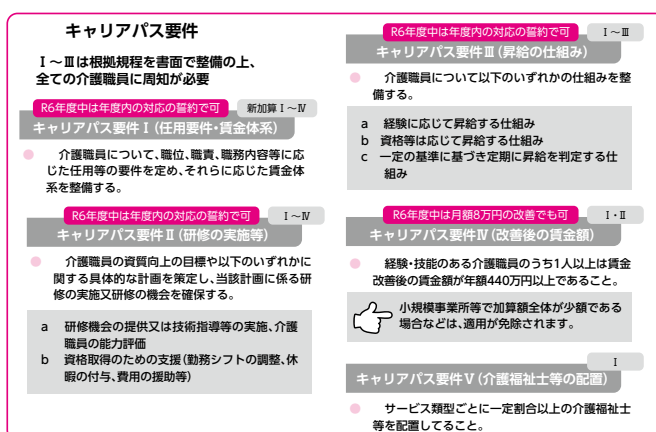 キャリアパス要件
Ⅰ～Ⅲは根拠規程を書面で整備の上、
全ての介護職員に周知が必要
R6年度中は年度内の対応の誓約で可 新加算Ⅰ～Ⅳ
キャリアパス要件Ⅰ(任用要件・賃金体系)
● 介護職員について、職位、職責、職務内容等に応
じた任用等の要件を定め、それらに応じた賃金体
系を整備する。
R6年度中は年度内の対応の誓約で可 Ⅰ～Ⅳ
キャリアパス要件Ⅱ(研修の実施等)
● 介護職員の資質向上の目標や以下のいずれかに
関する具体的な計画を策定し、当該計画に係る研
修の実施又研修の機会を確保する。
a 研修機会の提供又は技術指導等の実施、介護
職員の能力評価
b 資格取得のための支援(勤務シフトの調整、休
暇の付与、費用の援助等)
R6年度中は年度内の対応の誓約で可 Ⅰ～Ⅲ
キャリアパス要件Ⅲ(昇給の仕組み)
● 介護職員について以下のいずれかの仕組みを整
備する。
a 経験に応じて昇給する仕組み
b 資格等は応じて昇給する仕組み
c 一定の基準に基づき定期に昇給を判定する仕
組み
R6年度中は月額8万円の改善でも可 Ⅰ・Ⅱ
キャリアパス要件Ⅳ(改善後の賃金額)
● 経験・技能のある介護職員のうち1人以上は賃金
改善後の賃金額が年額440万円以上であること。
小規模事業所等で加算額全体が少額である
場合などは、適用が免除されます。
Ⅰ
キャリアパス要件Ⅴ(介護福祉士等の配置)
● サービス類型ごとに一定割合以上の介護福祉士
等を配置してること。